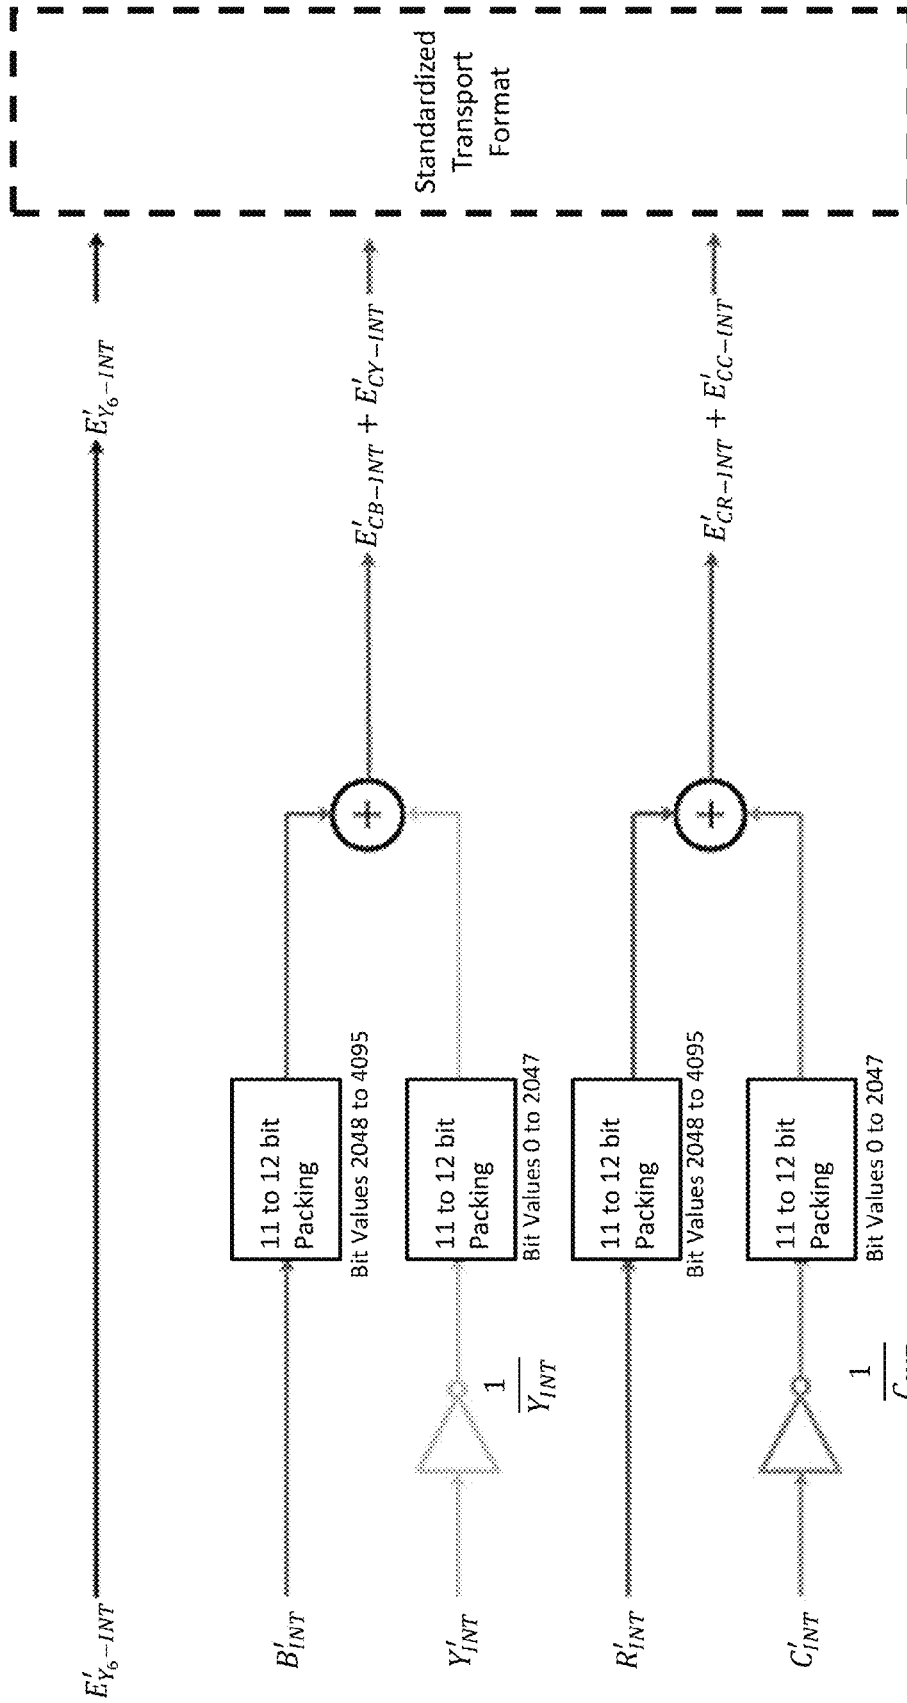 E'Y6−INT
E'Y6−INT
B'INT
11 to 12 bit
Packing
Bit Values 2048 to 4095
+
E'CB−INT + E'CY−INT
Y'INT
1
YINT
11 to 12 bit
Packing
Bit Values 0 to 2047
R'INT
11 to 12 bit
Packing
Bit Values 2048 to 4095
+
E'CR−INT + E'CC−INT
C'INT
1
11 to 12 bit
Packing
Bit Values 0 to 2047
Standardized
Transport
Format